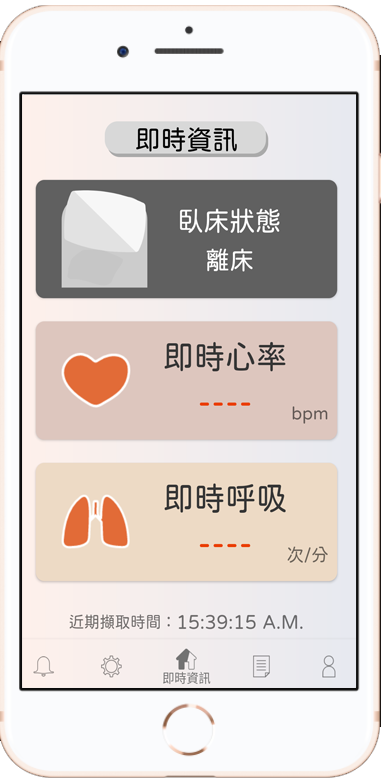 即時資訊
臥床狀態
離床
即時心率
----
bpm
即時呼吸
----
次/分
近期擷取時間：15:39:15 A.M.
即時資訊